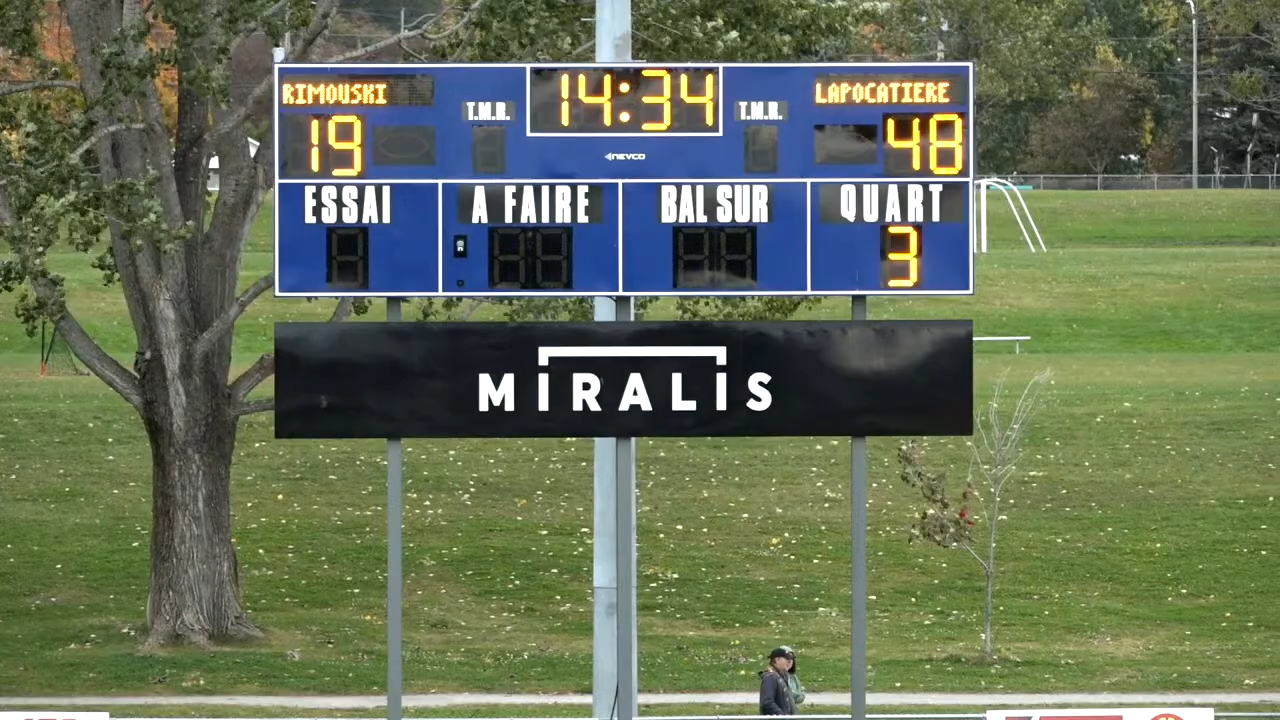 RIMOUSKI
14:34
LAPOCATIERE
T.M.R.
T.M.R.
19
48
NEVCO
ESSAI
A FAIRE
BAL SUR
QUART
3
MIRALIS